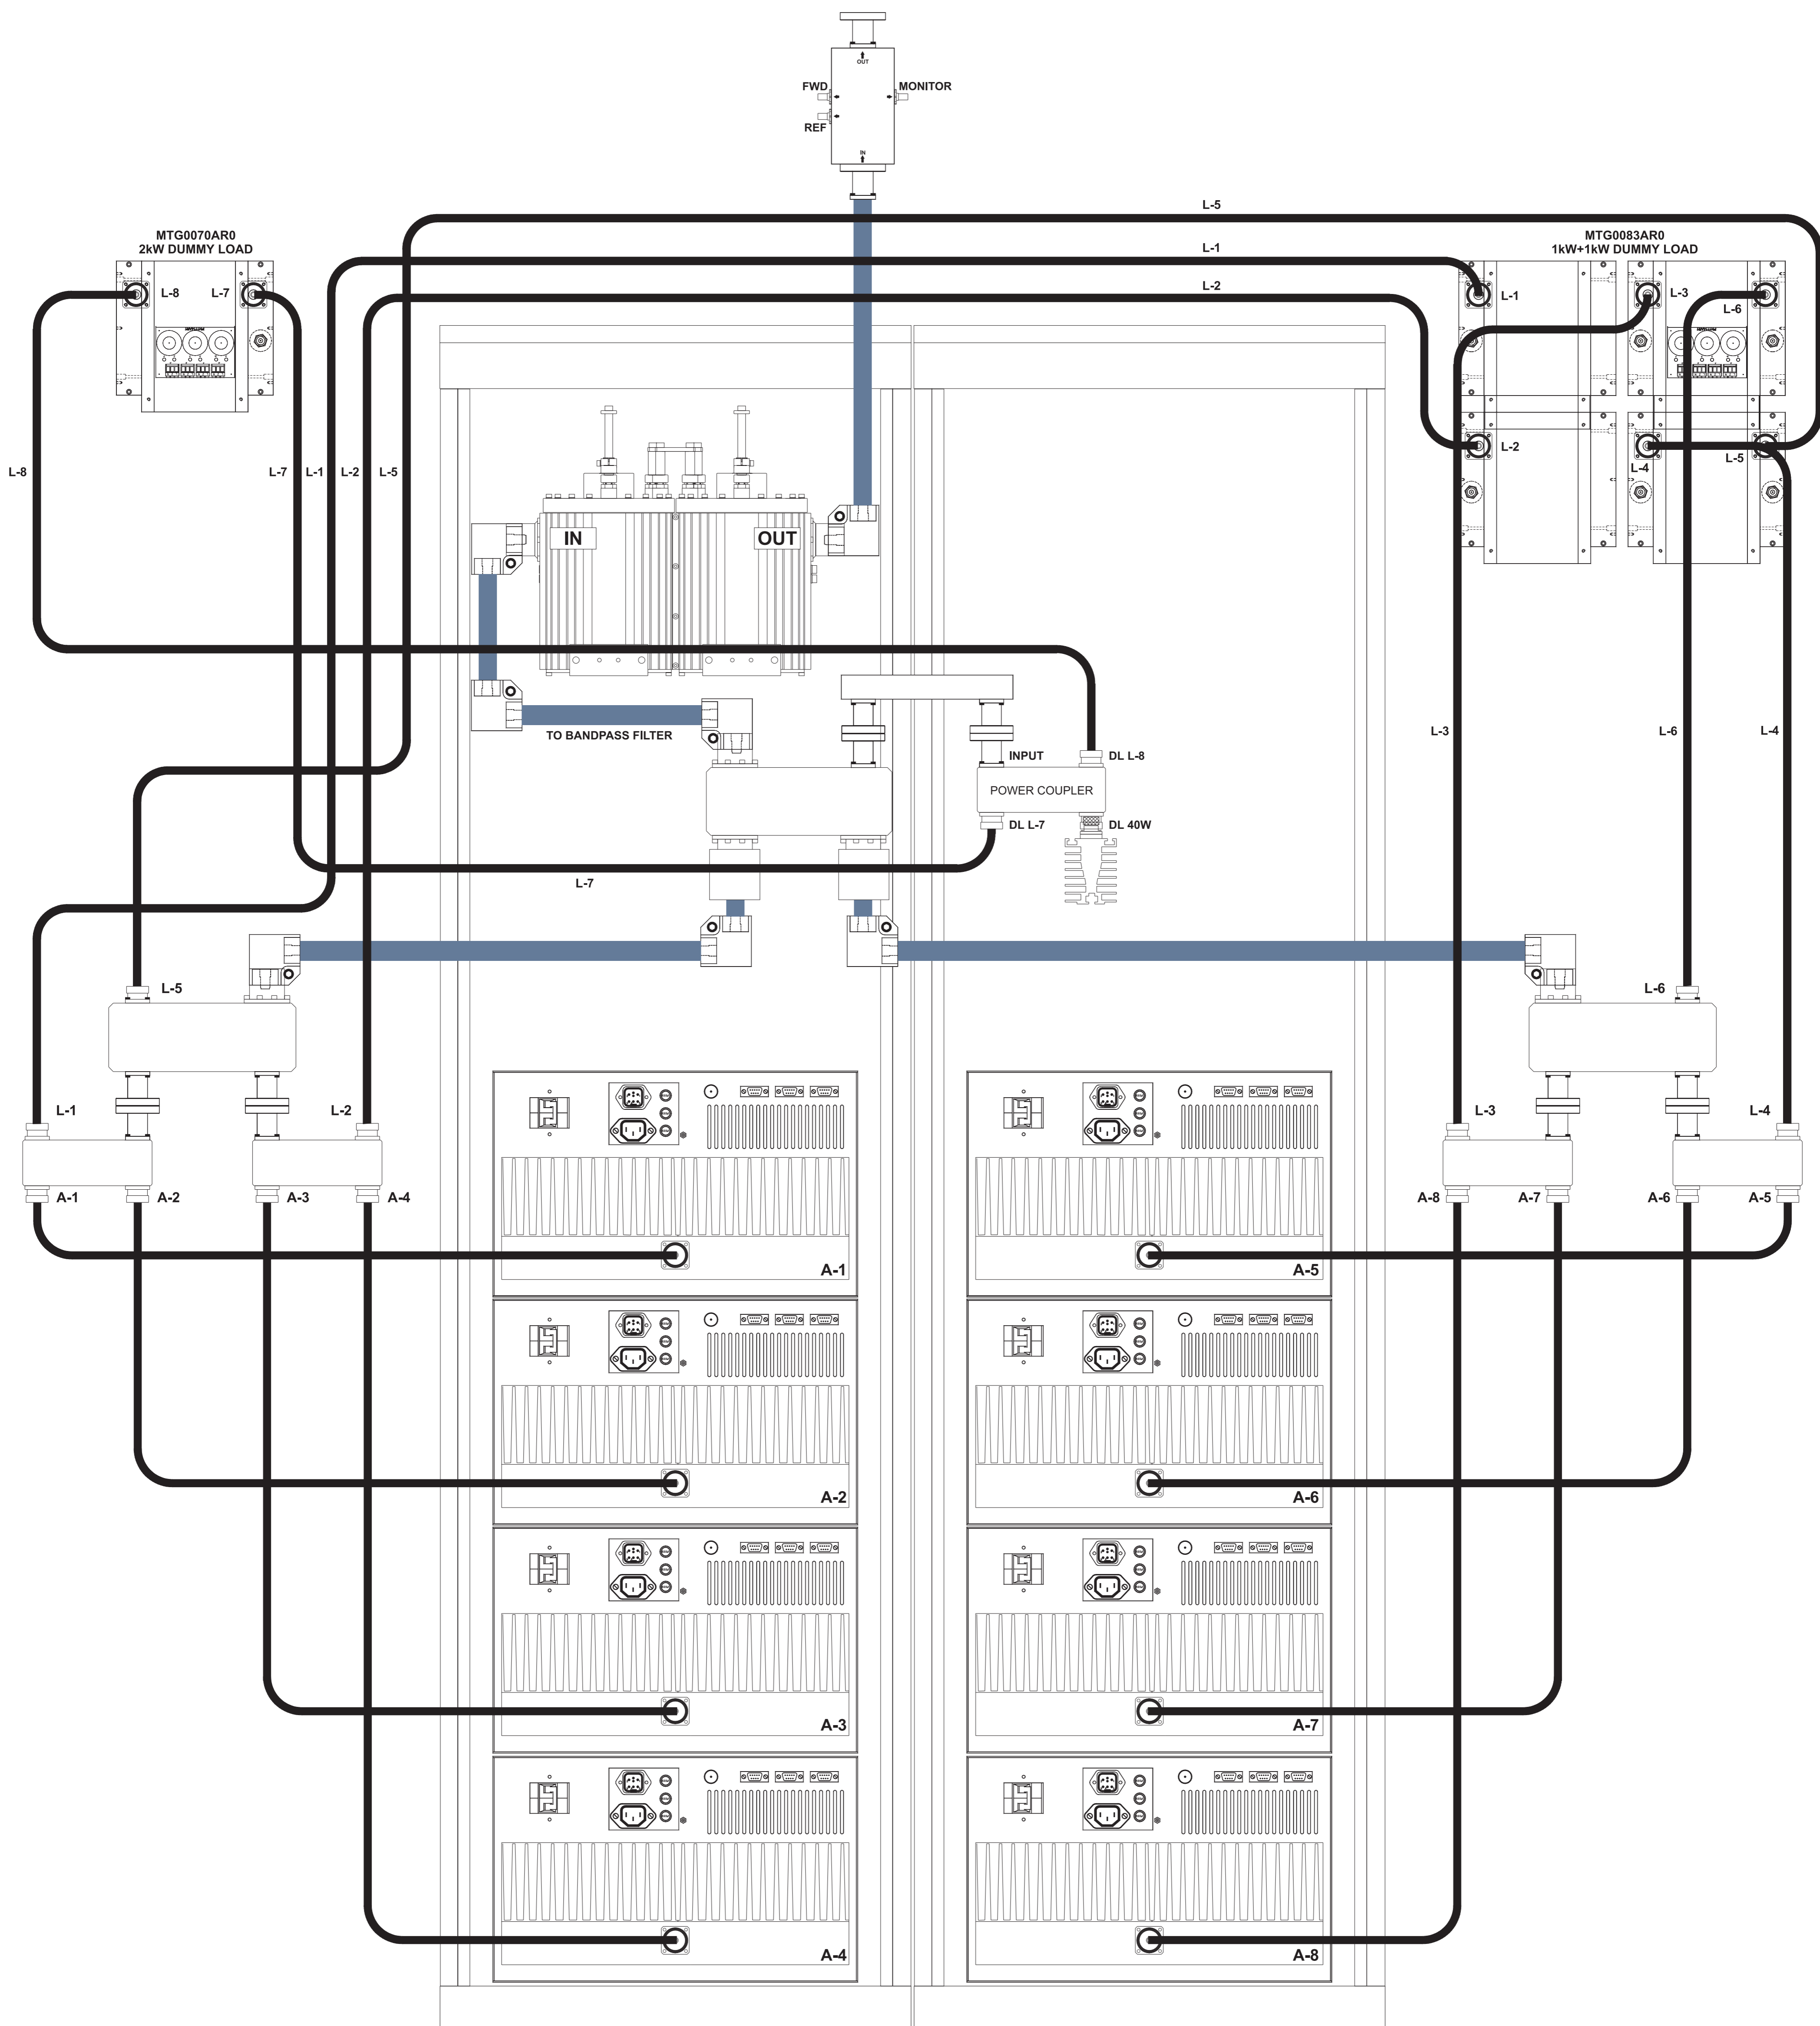 OUT
FWD
MONITOR
REF
IN
L-5
MTG0070AR0
2kW DUMMY LOAD
MTG0083AR0
1kW+1kW DUMMY LOAD
L-1
L-2
L-8
L-7
L-1
L-3
L-6
L-2
L-4
L-5
L-8
L-7
L-1
L-2
L-5
IN
OUT
TO BANDPASS FILTER
L-3
L-6
L-4
INPUT
DL L-8
POWER COUPLER
DL L-7
DL 40W
L-7
L-5
L-6
L-1
L-2
L-3
L-4
A-1
A-2
A-3
A-4
A-8
A-7
A-6
A-5
A-1
A-5
A-2
A-6
A-3
A-7
A-4
A-8